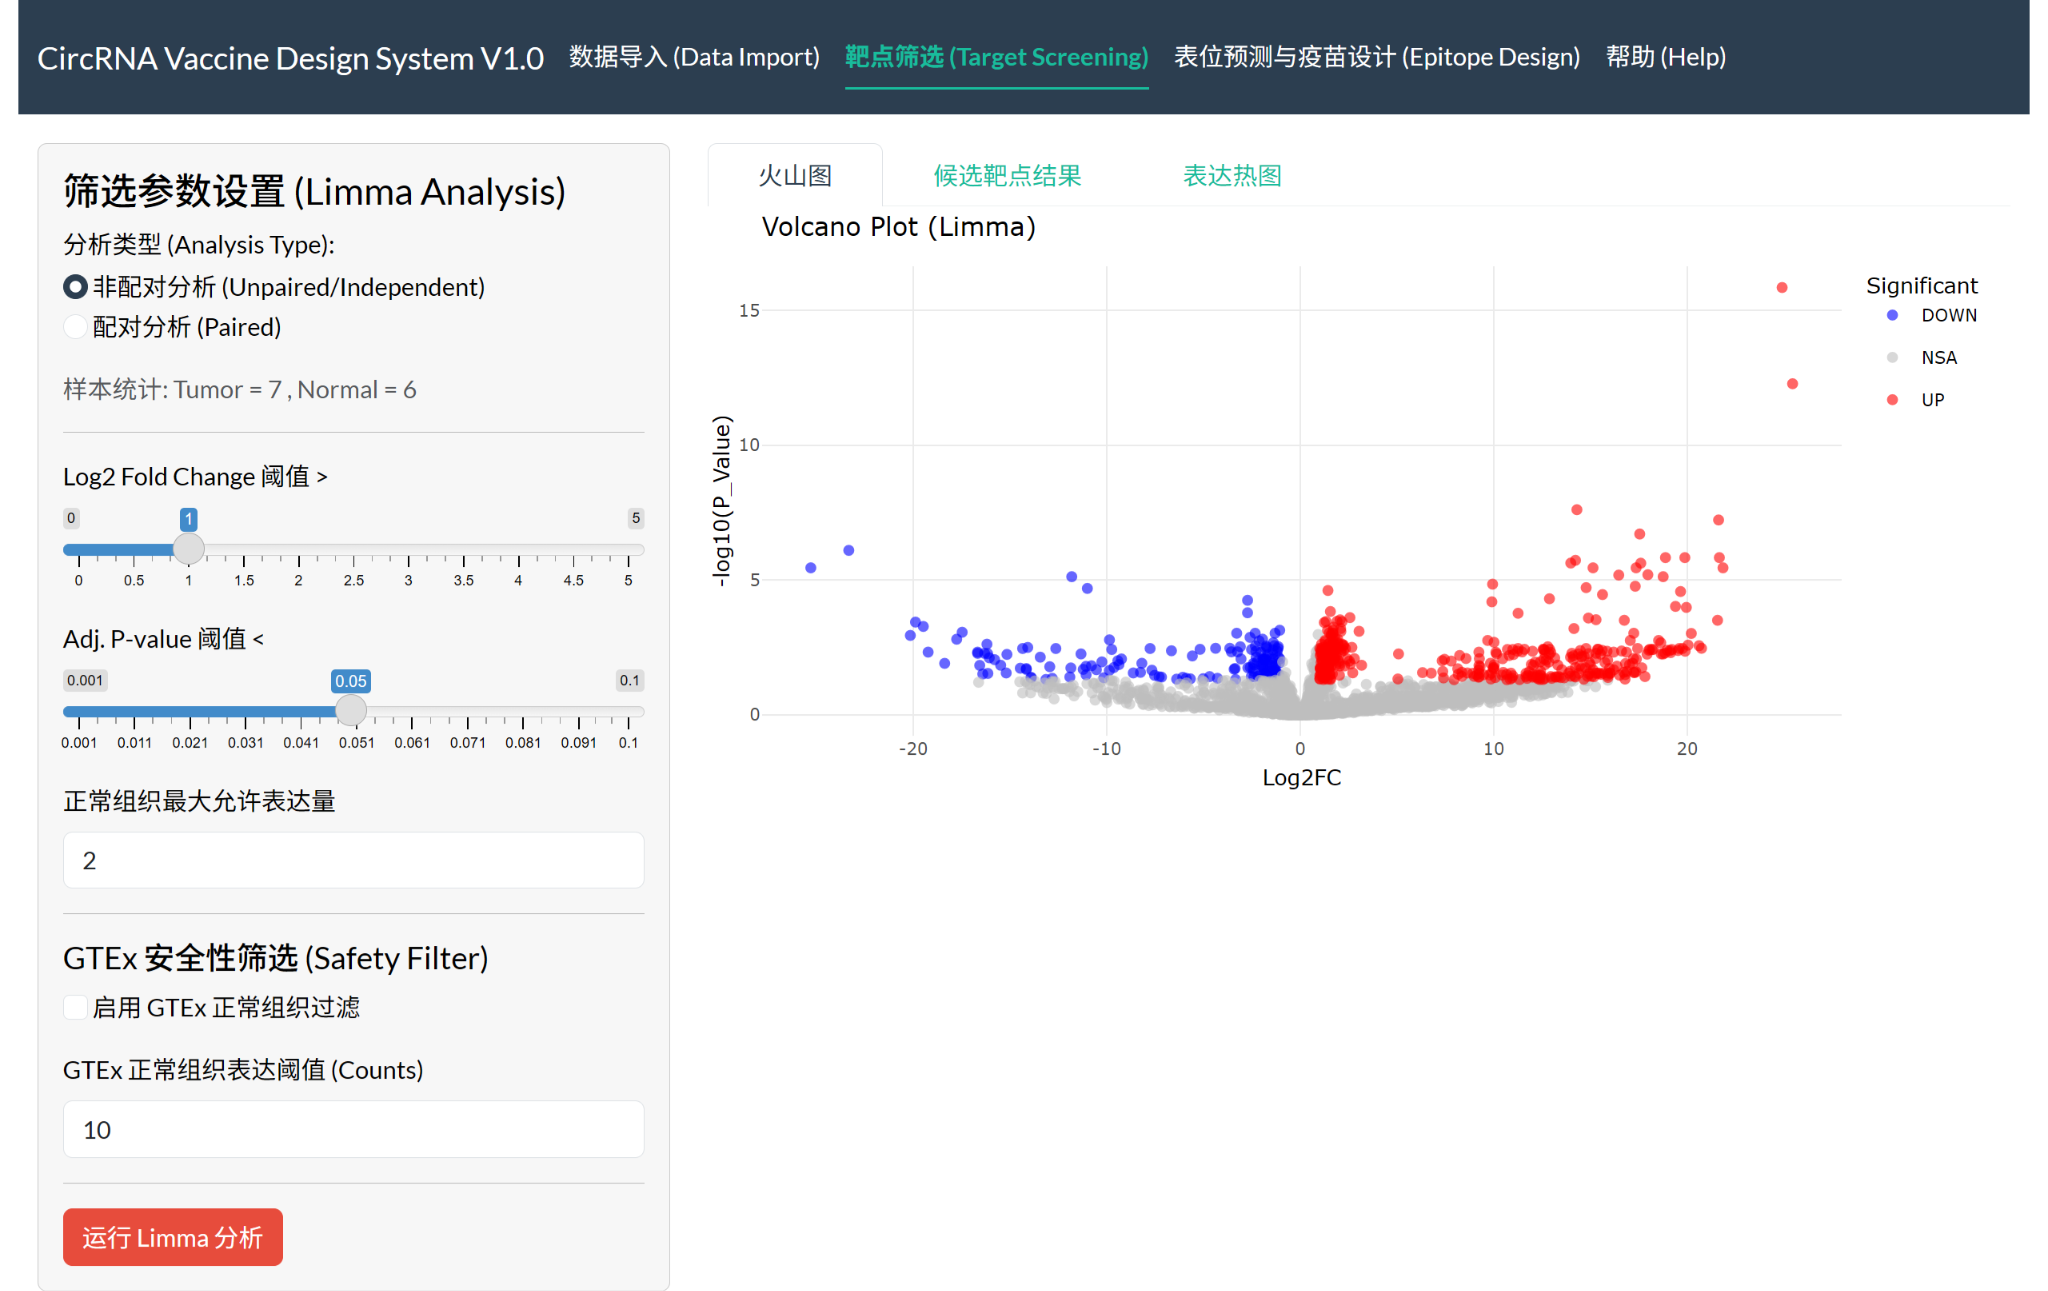 CircRNA Vaccine Design System V1.0 数据导入 (Data Import) 靶点筛选 (Target Screening) 表位预测与疫苗设计 (Epitope Design) 帮助 (Help)
筛选参数设置 (Limma Analysis)
分析类型 (Analysis Type):
非配对分析 (Unpaired/Independent)
配对分析 (Paired)
样本统计: Tumor = 7 , Normal = 6
Log2 Fold Change 阈值 >
0 1 5
0 0.5 1 1.5 2 2.5 3 3.5 4 4.5 5
Adj. P-value 阈值 <
0.001 0.05 0.1
0.001 0.011 0.021 0.031 0.041 0.051 0.061 0.071 0.081 0.091 0.1
正常组织最大允许表达量
2
GTEx 安全性筛选 (Safety Filter)
启用 GTEx 正常组织过滤
GTEx 正常组织表达阈值 (Counts)
10
运行 Limma 分析
火山图 候选靶点结果 表达热图
Volcano Plot (Limma)
-log10(P_Value)
15
10
5
0
-20 -10 0 10 20
Log2FC
Significant
DOWN
NSA
UP